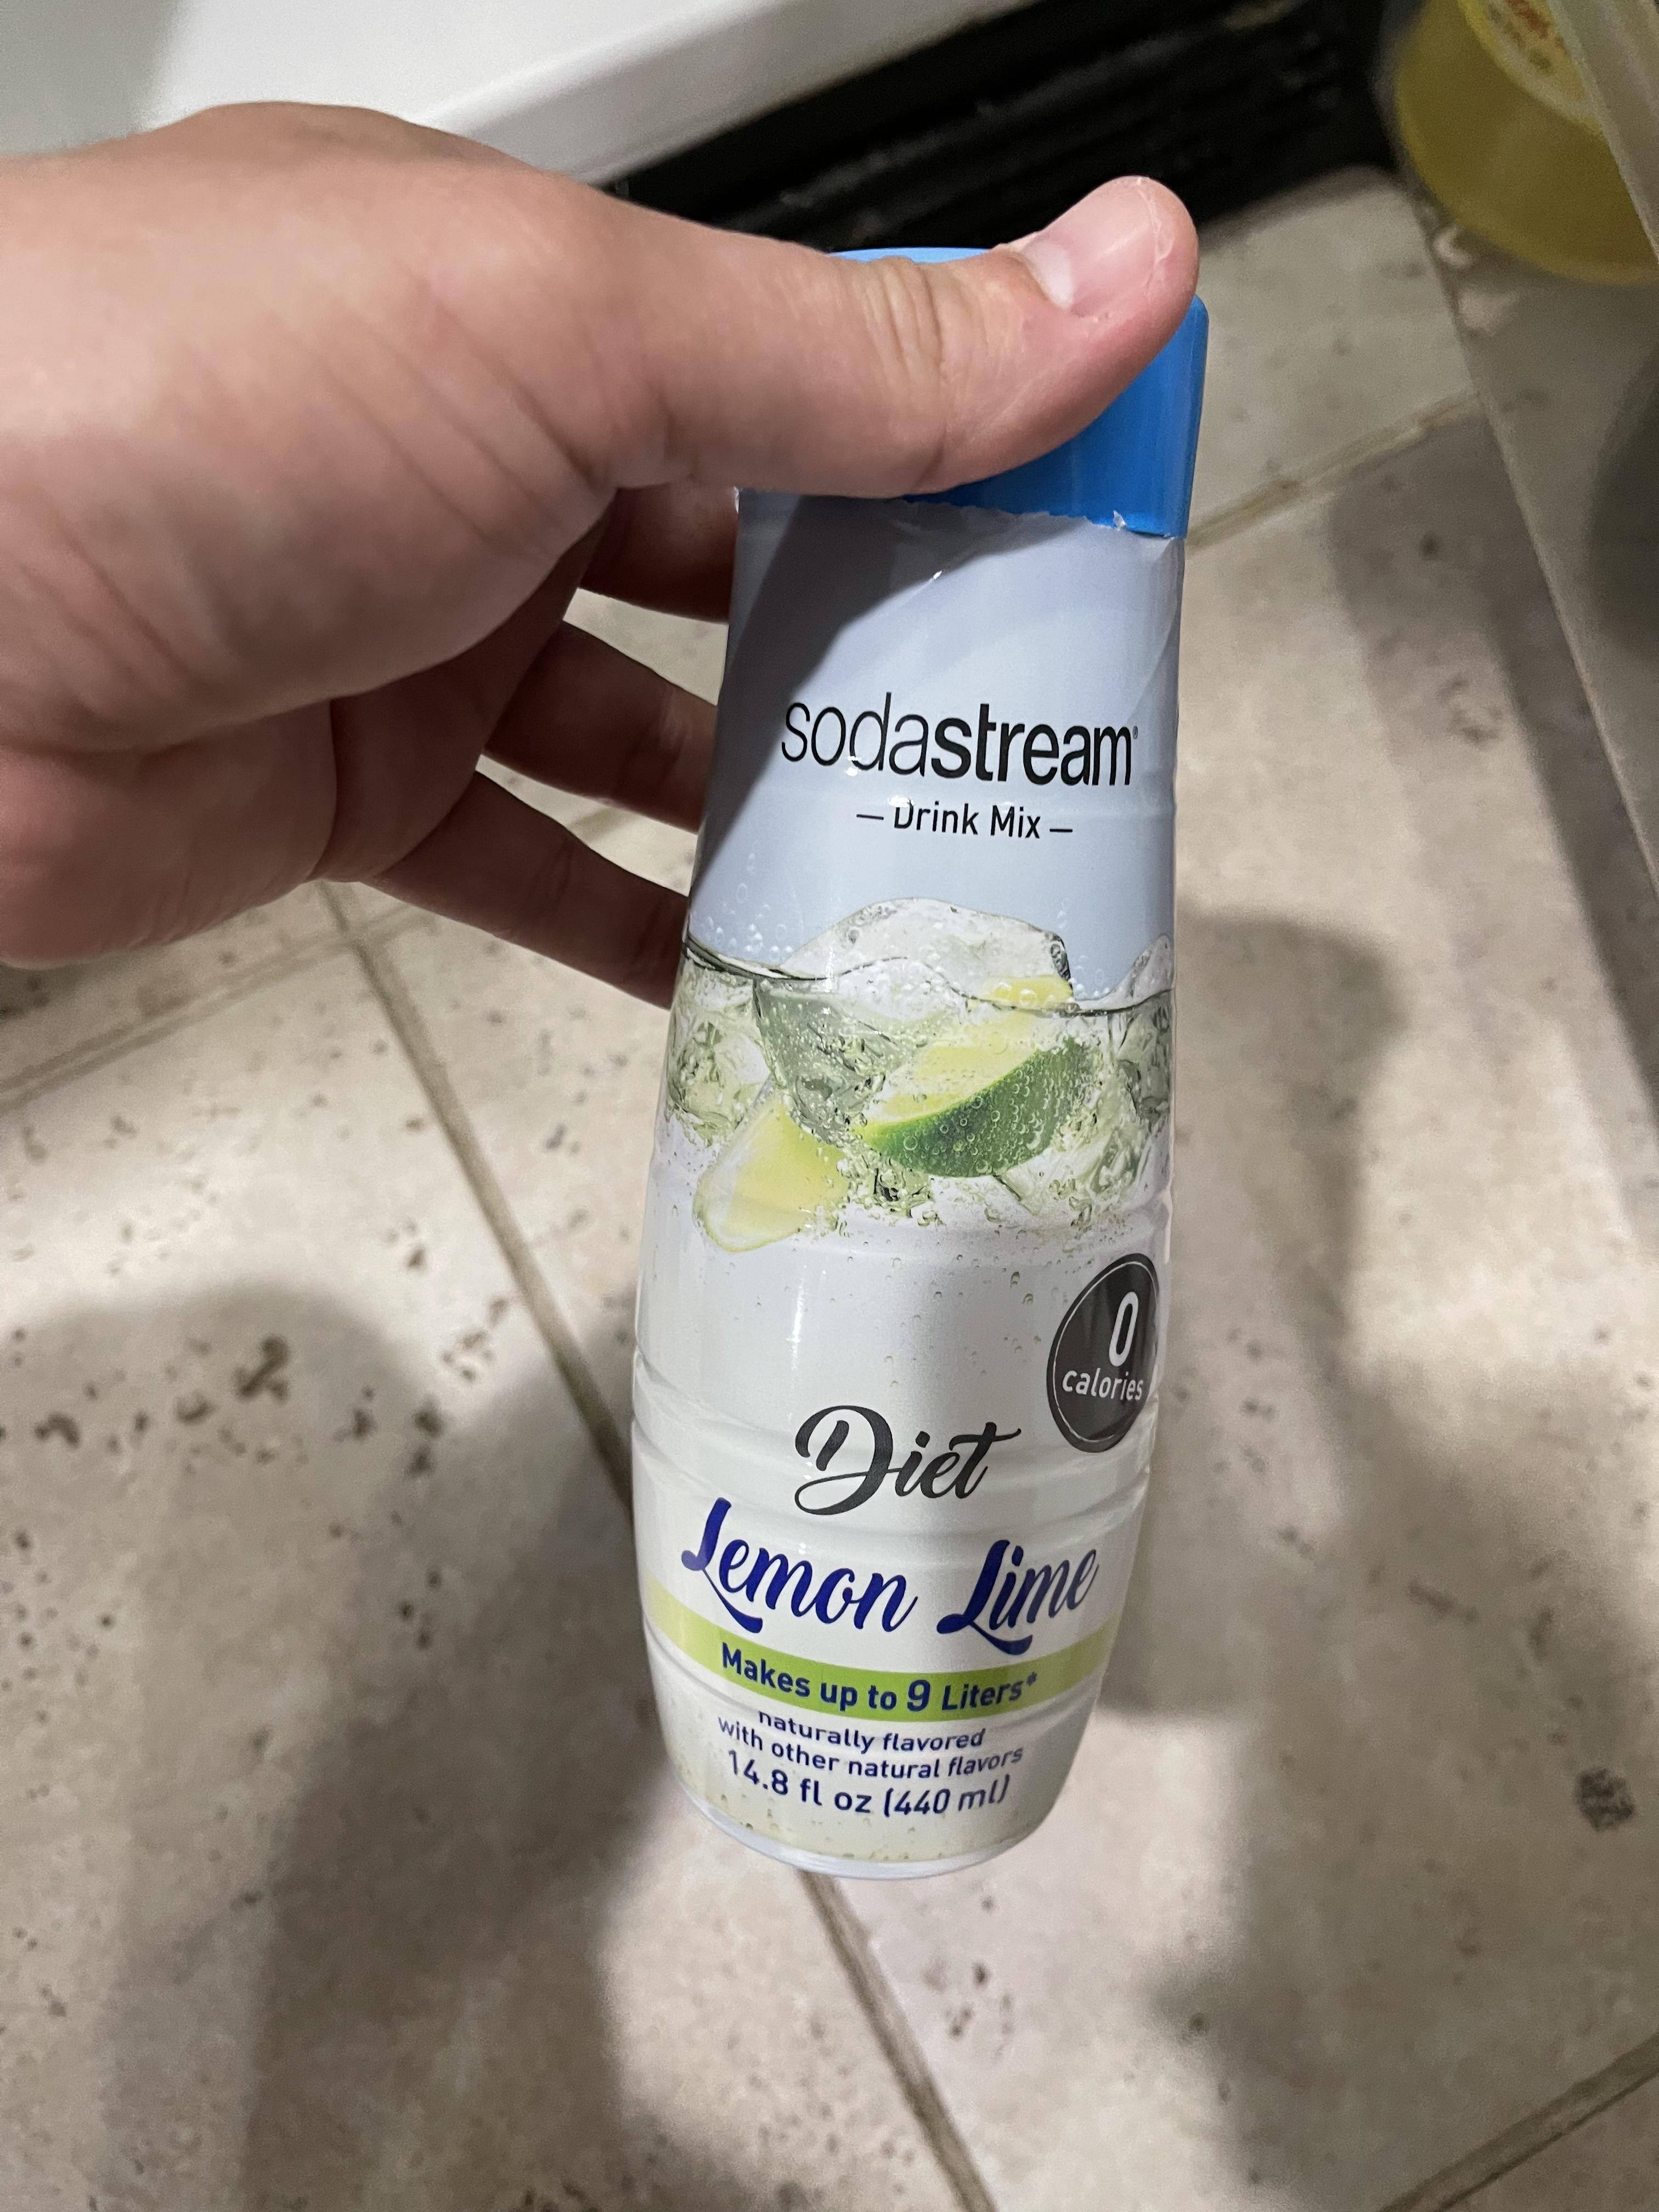 sodastream®
– Drink Mix –
0
calories
Diet
Lemon Lime
Makes up to 9 Liters*
naturally flavored
with other natural flavors
14.8 fl oz (440 ml)